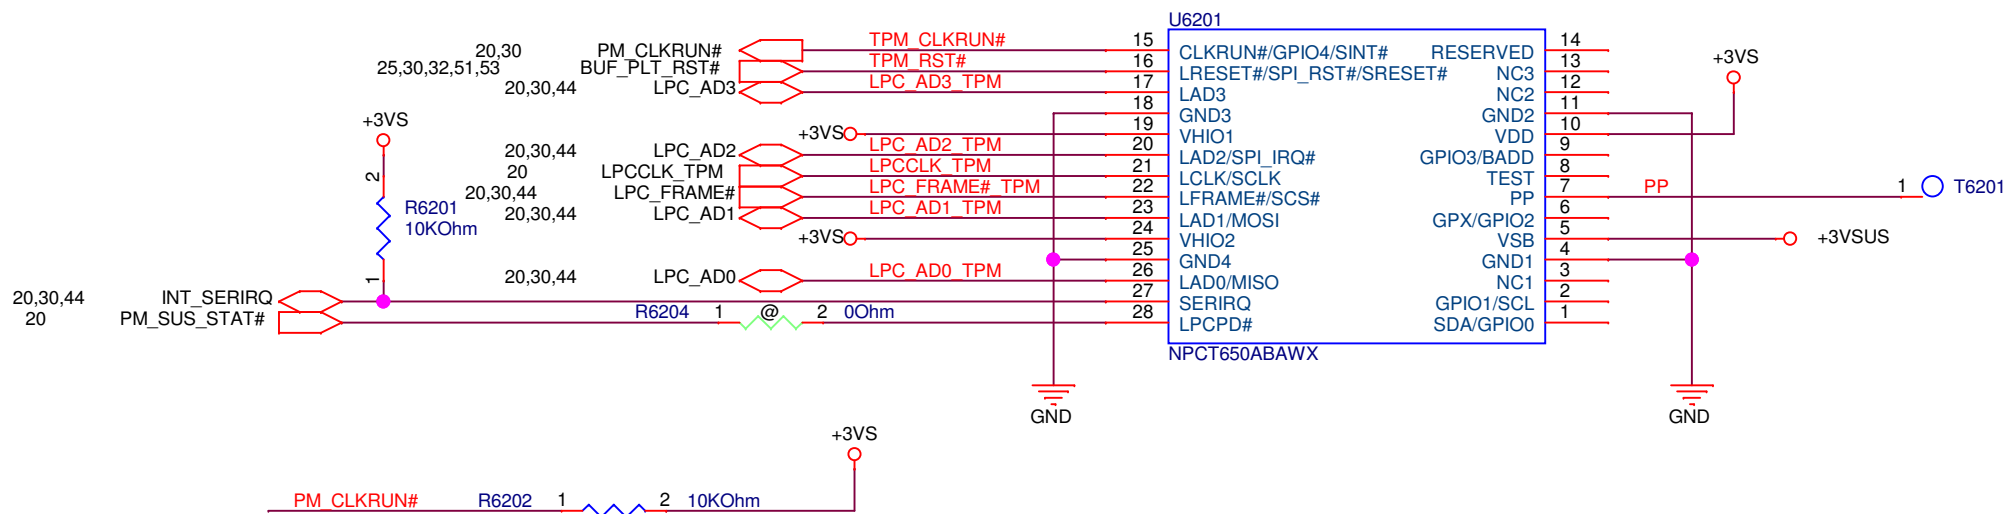 U6201
20,30 PM_CLKRUN# TPM_CLKRUN# 15 CLKRUN#/GPIO4/SINT# RESERVED 14
25,30,32,51,53 BUF_PLT_RST# TPM_RST# 16 LRESET#/SPI_RST#/SRESET# NC3 13 +3VS
20,30,44 LPC_AD3 LPC_AD3_TPM 17 LAD3 NC2 12
18 GND3 GND2 11
+3VS +3VS 19 VHIO1 VDD 10
20,30,44 LPC_AD2 LPC_AD2_TPM 20 LAD2/SPI_IRQ# GPIO3/BADD 9
20 LPCCLK_TPM LPCCLK_TPM 21 LCLK/SCLK TEST 8
2 20,30,44 LPC_FRAME# LPC_FRAME#_TPM 22 LFRAME#/SCS# PP 7 PP 1 T6201
R6201 20,30,44 LPC_AD1 LPC_AD1_TPM 23 LAD1/MOSI GPX/GPIO2 6
10KOhm +3VS 24 VHIO2 VSB 5 +3VSUS
25 GND4 GND1 4
1 20,30,44 LPC_AD0 LPC_AD0_TPM 26 LAD0/MISO NC1 3
20,30,44 INT_SERIRQ 27 SERIRQ GPIO1/SCL 2
20 PM_SUS_STAT# R6204 1 @ 2 0Ohm 28 LPCPD# SDA/GPIO0 1
NPCT650ABAWX
GND GND
+3VS
PM_CLKRUN# R6202 1 2 10KOhm